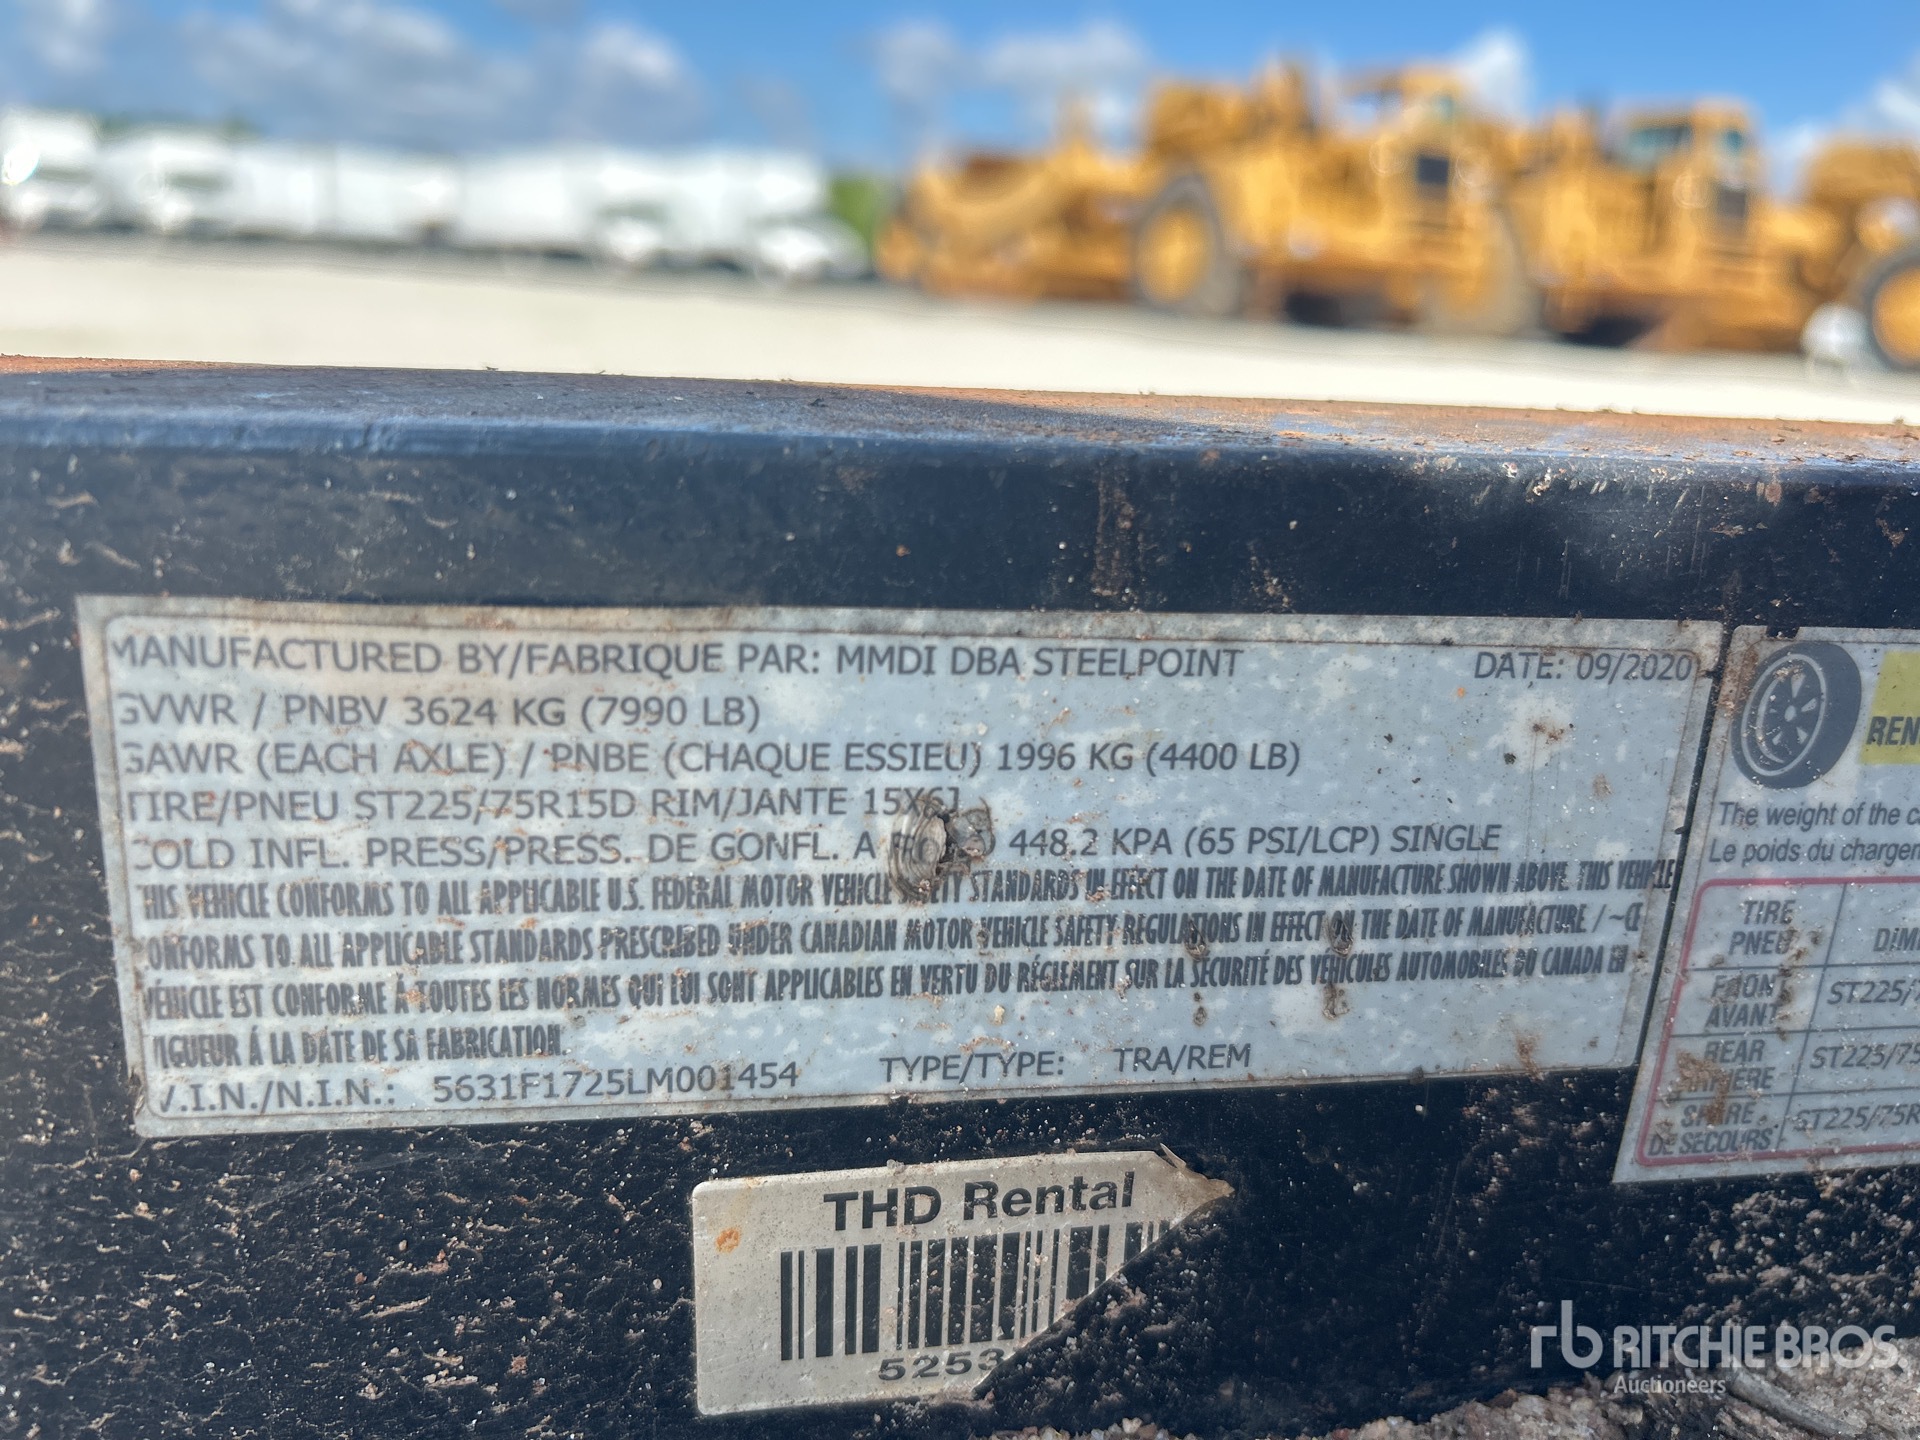 MANUFACTURED BY/FABRIQUE PAR: MMDI DBA STEELPOINT DATE: 09/2020
GVWR / PNBV 3624 KG (7990 LB)
GAWR (EACH AXLE) / PNBE (CHAQUE ESSIEU) 1996 KG (4400 LB)
TIRE/PNEU ST225/75R15D RIM/JANTE 15X6J
COLD INFL. PRESS/PRESS. DE GONFL. A 448.2 KPA (65 PSI/LCP) SINGLE
THIS VEHICLE CONFORMS TO ALL APPLICABLE U.S. FEDERAL MOTOR VEHICLE SAFETY STANDARDS IN EFFECT ON THE DATE OF MANUFACTURE SHOWN ABOVE. THIS VEHICLE
CONFORMS TO ALL APPLICABLE STANDARDS PRESCRIBED UNDER CANADIAN MOTOR VEHICLE SAFETY REGULATIONS IN EFFECT ON THE DATE OF MANUFACTURE / ~CE
VÉHICLE EST CONFORME À TOUTES LES NORMES QUI LUI SONT APPLICABLES EN VERTU DU RÉGLEMENT SUR LA SÉCURITÉ DES VÉHICULES AUTOMOBILES DU CANADA EN
VIGUEUR Á LA DATE DE SA FABRICATION.
V.I.N./N.I.N.: 5631F1725LM001454 TYPE/TYPE: TRA/REM
REN
The weight of the c
Le poids du chargem
TIRE
PNEU DIM
FRONT
AVANT ST225/7
REAR
ARRIÈRE ST225/75
SPARE
DE SECOURS ST225/75R
THD Rental
5253
rb RITCHIE BROS.
Auctioneers